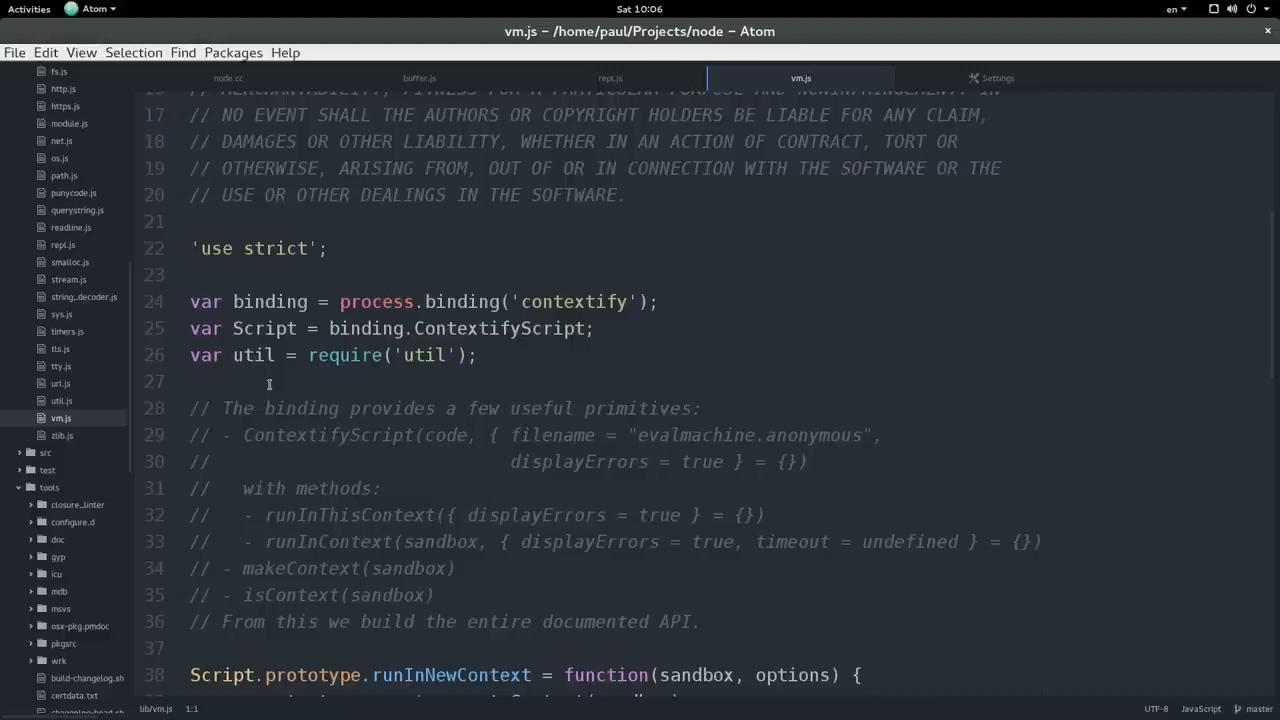 Activities Atom Sat 10:06 en
vm.js – /home/paul/Projects/node – Atom ×
File Edit View Selection Find Packages Help
node.cc buffer.js repl.js vm.js Settings
fs.js
http.js
https.js
module.js
net.js
os.js
path.js
punycode.js
querystring.js
readline.js
repl.js
smalloc.js
stream.js
string_decoder.js
sys.js
timers.js
tls.js
tty.js
url.js
util.js
vm.js
zlib.js
src
test
tools
closure_linter
configure.d
doc
gyp
icu
mdb
msvs
osx-pkg.pmdoc
pkgsrc
wrk
build-changelog.sh
certdata.txt
changelog-head.sh
16 // MERCHANTABILITY, FITNESS FOR A PARTICULAR PURPOSE AND NONINFRINGEMENT. IN
17 // NO EVENT SHALL THE AUTHORS OR COPYRIGHT HOLDERS BE LIABLE FOR ANY CLAIM,
18 // DAMAGES OR OTHER LIABILITY, WHETHER IN AN ACTION OF CONTRACT, TORT OR
19 // OTHERWISE, ARISING FROM, OUT OF OR IN CONNECTION WITH THE SOFTWARE OR THE
20 // USE OR OTHER DEALINGS IN THE SOFTWARE.
21
22 'use strict';
23
24 var binding = process.binding('contextify');
25 var Script = binding.ContextifyScript;
26 var util = require('util');
27
28 // The binding provides a few useful primitives:
29 // - ContextifyScript(code, { filename = "evalmachine.anonymous",
30 // displayErrors = true } = {})
31 // with methods:
32 // - runInThisContext({ displayErrors = true } = {})
33 // - runInContext(sandbox, { displayErrors = true, timeout = undefined } = {})
34 // - makeContext(sandbox)
35 // - isContext(sandbox)
36 // From this we build the entire documented API.
37
38 Script.prototype.runInNewContext = function(sandbox, options) {
lib/vm.js 1:1 UTF-8 JavaScript master